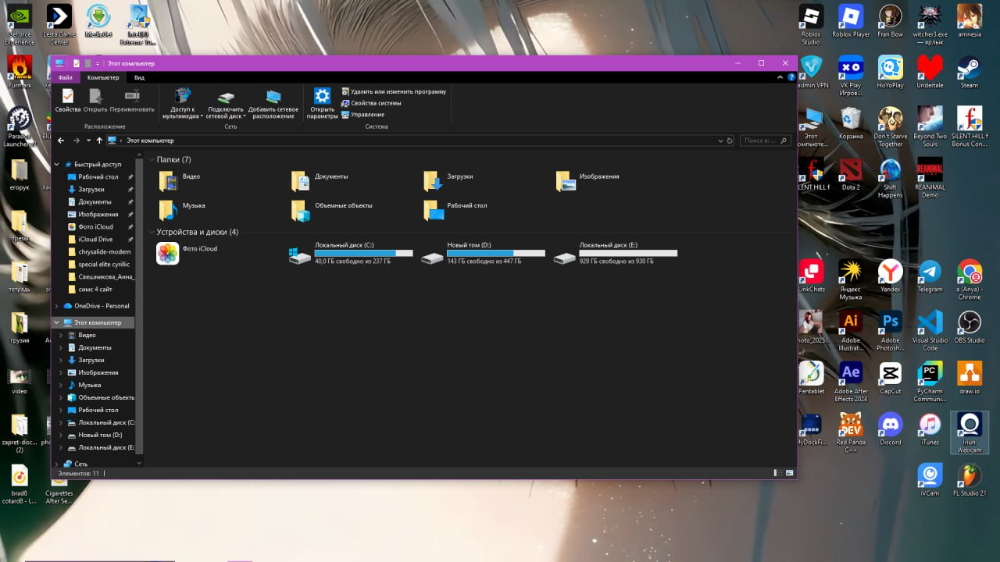 GeForce
Experience
Lesta Game
Center
MediaGet
Intel(R)
Extreme Tu...
Furmark
Paradox
Launcherv2
егорук
презы
тетрадь
грузия
video
zapret-disc...
(2)
brad8
cotard8 - L...
Cigarettes
After Se...
Этот компьютер
Файл
Компьютер
Вид
Свойства
Открыть
Переименовать
Расположение
Доступ к
мультимедиа
Подключить
сетевой диск
Добавить сетевое
расположение
Сеть
Открыть
параметры
Удалить или изменить программу
Свойства системы
Управление
Система
Этот компьютер
Поиск в: ...
Быстрый доступ
Рабочий стол
Загрузки
Документы
Изображения
Фото iCloud
iCloud Drive
chrysalide-modern
special elite cyrillic
Свешникова_Анна_
симс 4 сайт
OneDrive - Personal
Этот компьютер
Видео
Документы
Загрузки
Изображения
Музыка
Объемные объекты
Рабочий стол
Локальный диск (C:
Новый том (D:)
Локальный диск (E:
Сеть
Папки (7)
Видео
Документы
Загрузки
Изображения
Музыка
Объемные объекты
Рабочий стол
Устройства и диски (4)
Фото iCloud
Локальный диск (C:)
40,0 ГБ свободно из 237 ГБ
Новый том (D:)
143 ГБ свободно из 447 ГБ
Локальный диск (E:)
929 ГБ свободно из 930 ГБ
Элементов: 11
Roblox
Studio
Roblox Player
Fran Bow
witcher3.exe
— ярлык
amnesia
admin VPN
VK Play
Игров...
HoYoPlay
Undertale
Steam
Этот
компьюте...
Корзина
Don't Starve
Together
Beyond Two
Souls
SILENT HILL f
Bonus Con...
LENT HILL f
Dota 2
Shift
Happens
REANIMAL
REANIMAL
Demo
LinkChats
Яндекс
Музыка
Yandex
Telegram
a (Anya) -
Chrome
hoto_2025...
Ai
Adobe
Illustrat...
Ps
Adobe
Photosh...
Visual Studio
Code
OBS Studio
Pentablet
Ae
Adobe After
Effects 2024
CapCut
PC
PyCharm
Communi...
draw.io
MyDockFi...
DEV
Red Panda
C++
Discord
iTunes
Iriun
Webcam
iVCam
FL Studio 21